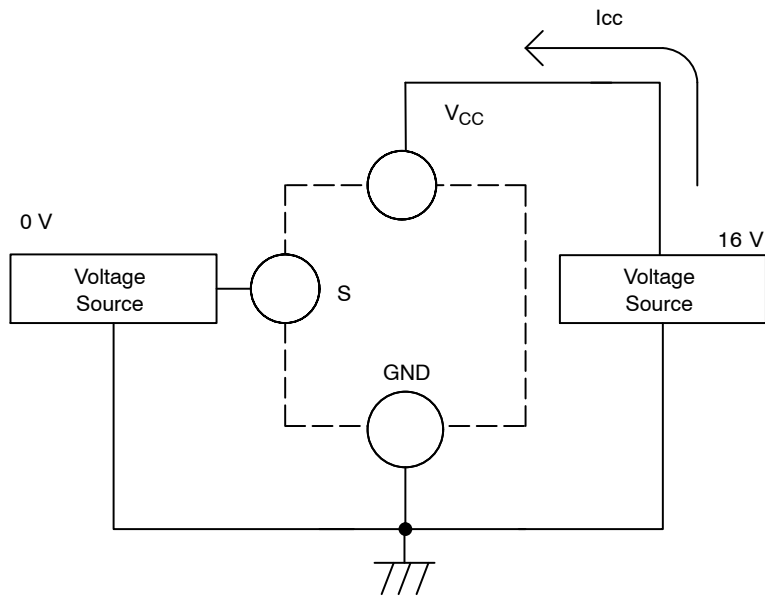 Icc
VCC
0 V
16 V
Voltage
Source
S
Voltage
Source
GND